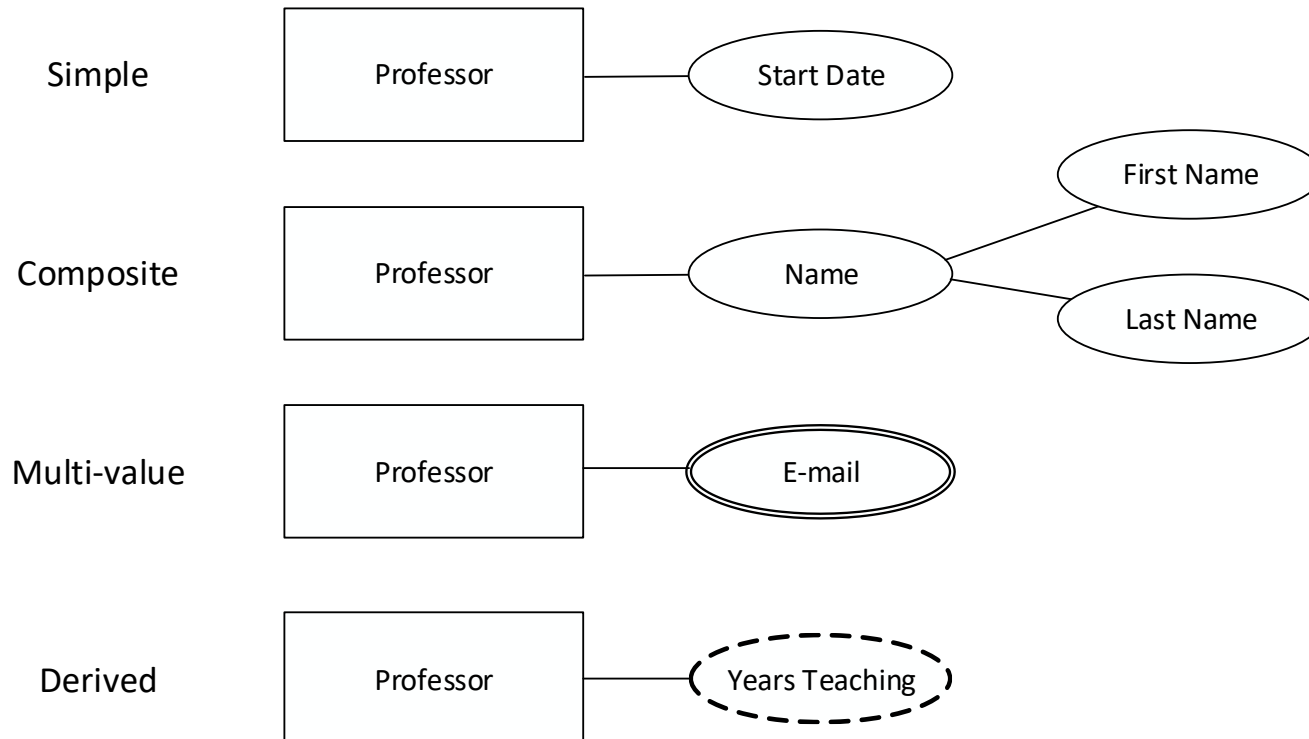 Simple
Professor
Start Date
First Name
Composite
Professor
Name
Last Name
Multi-value
Professor
E-mail
Derived
Professor
Years Teaching